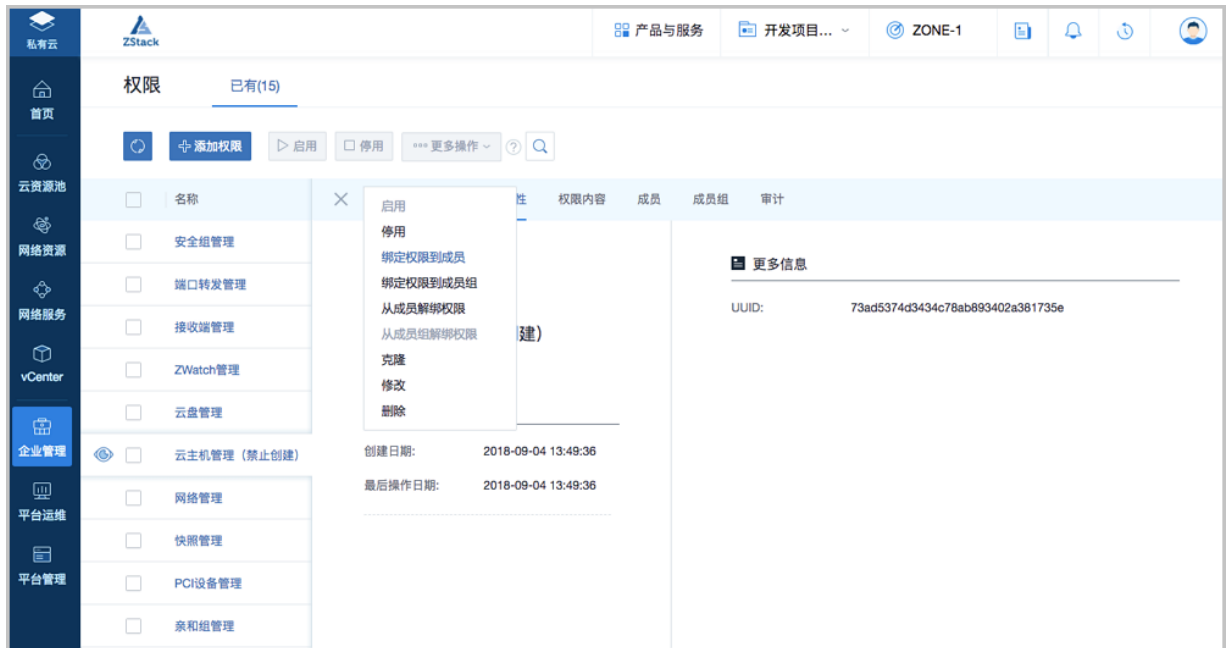 私有云
ZStack
产品与服务
开发项目...
ZONE-1
首页
云资源池
网络资源
网络服务
vCenter
企业管理
平台运维
平台管理
权限
已有(15)
添加权限
启用
停用
更多操作
名称
安全组管理
端口转发管理
接收端管理
ZWatch管理
云盘管理
云主机管理（禁止创建）
网络管理
快照管理
PCI设备管理
亲和组管理
性
权限内容
成员
成员组
审计
启用
停用
绑定权限到成员
绑定权限到成员组
从成员解绑权限
从成员组解绑权限
克隆
修改
删除
建）
创建日期: 2018-09-04 13:49:36
最后操作日期: 2018-09-04 13:49:36
更多信息
UUID: 73ad5374d3434c78ab893402a381735e